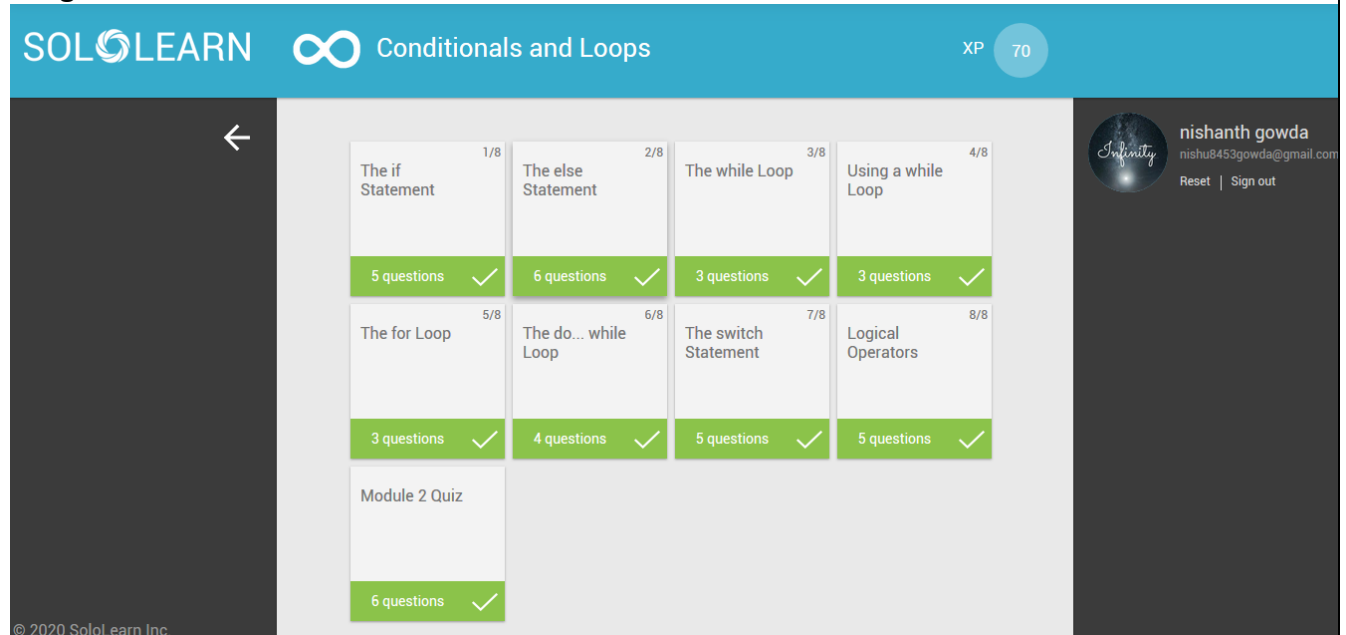 SOLOLEARN
Conditionals and Loops
XP 70
nishanth gowda
nishu8453gowda@gmail.com
Reset | Sign out
Infinity
1/8
The if
Statement
5 questions
2/8
The else
Statement
6 questions
3/8
The while Loop
3 questions
4/8
Using a while
Loop
3 questions
5/8
The for Loop
3 questions
6/8
The do... while
Loop
4 questions
7/8
The switch
Statement
5 questions
8/8
Logical
Operators
5 questions
Module 2 Quiz
6 questions
© 2020 SoloLearn Inc